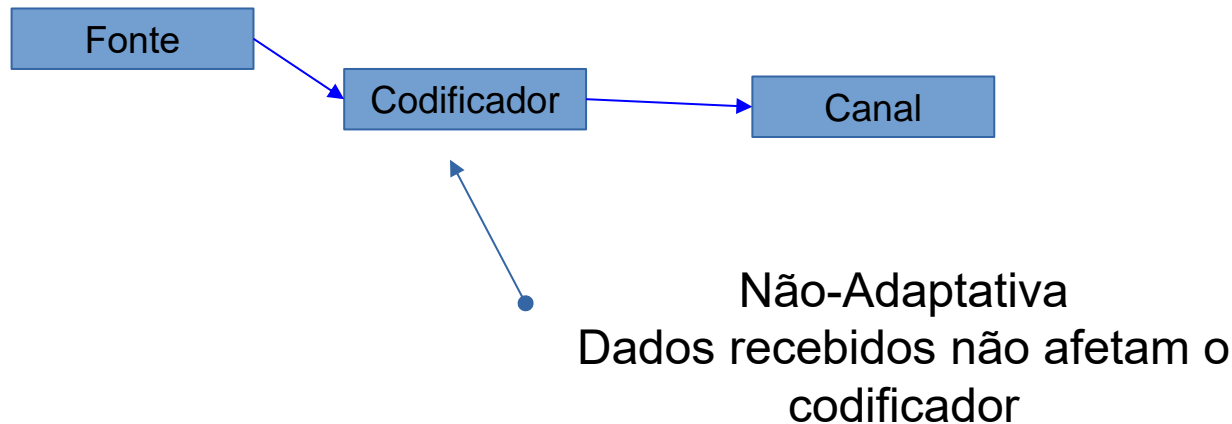 Fonte
Codificador
Canal
Não-Adaptativa
Dados recebidos não afetam o
codificador